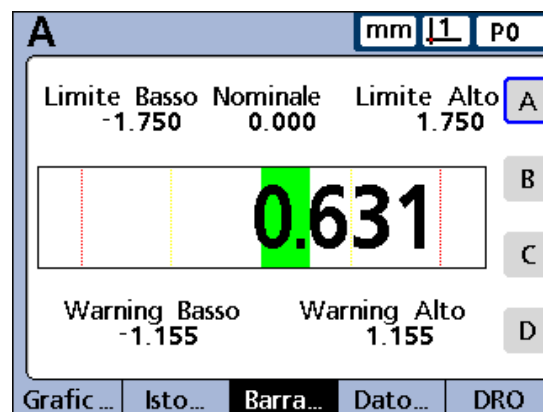 A mm 1 P0
Limite Basso Nominale Limite Alto A
-1.750 0.000 1.750
B
0.631
C
Warning Basso Warning Alto
-1.155 1.155 D
Grafic ... Isto... Barra... Dato... DRO